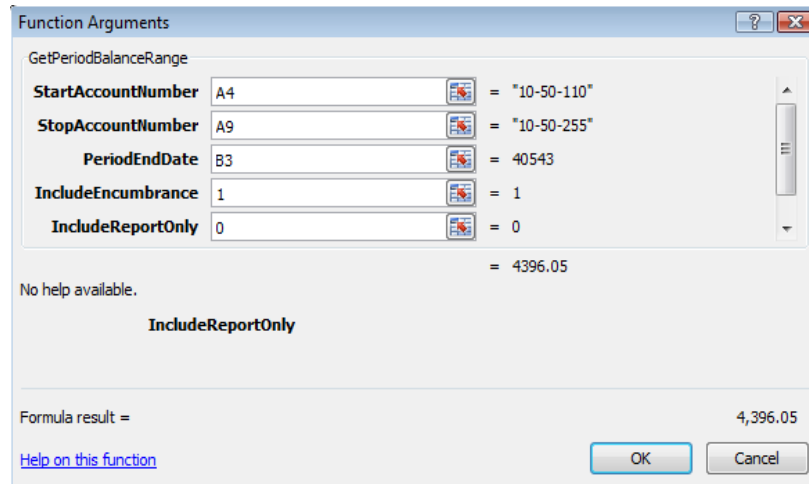 Function Arguments
GetPeriodBalanceRange
StartAccountNumber A4 = "10-50-110"
StopAccountNumber A9 = "10-50-255"
PeriodEndDate B3 = 40543
IncludeEncumbrance 1 = 1
IncludeReportOnly 0 = 0
= 4396.05
No help available.
IncludeReportOnly
Formula result = 4,396.05
Help on this function OK Cancel